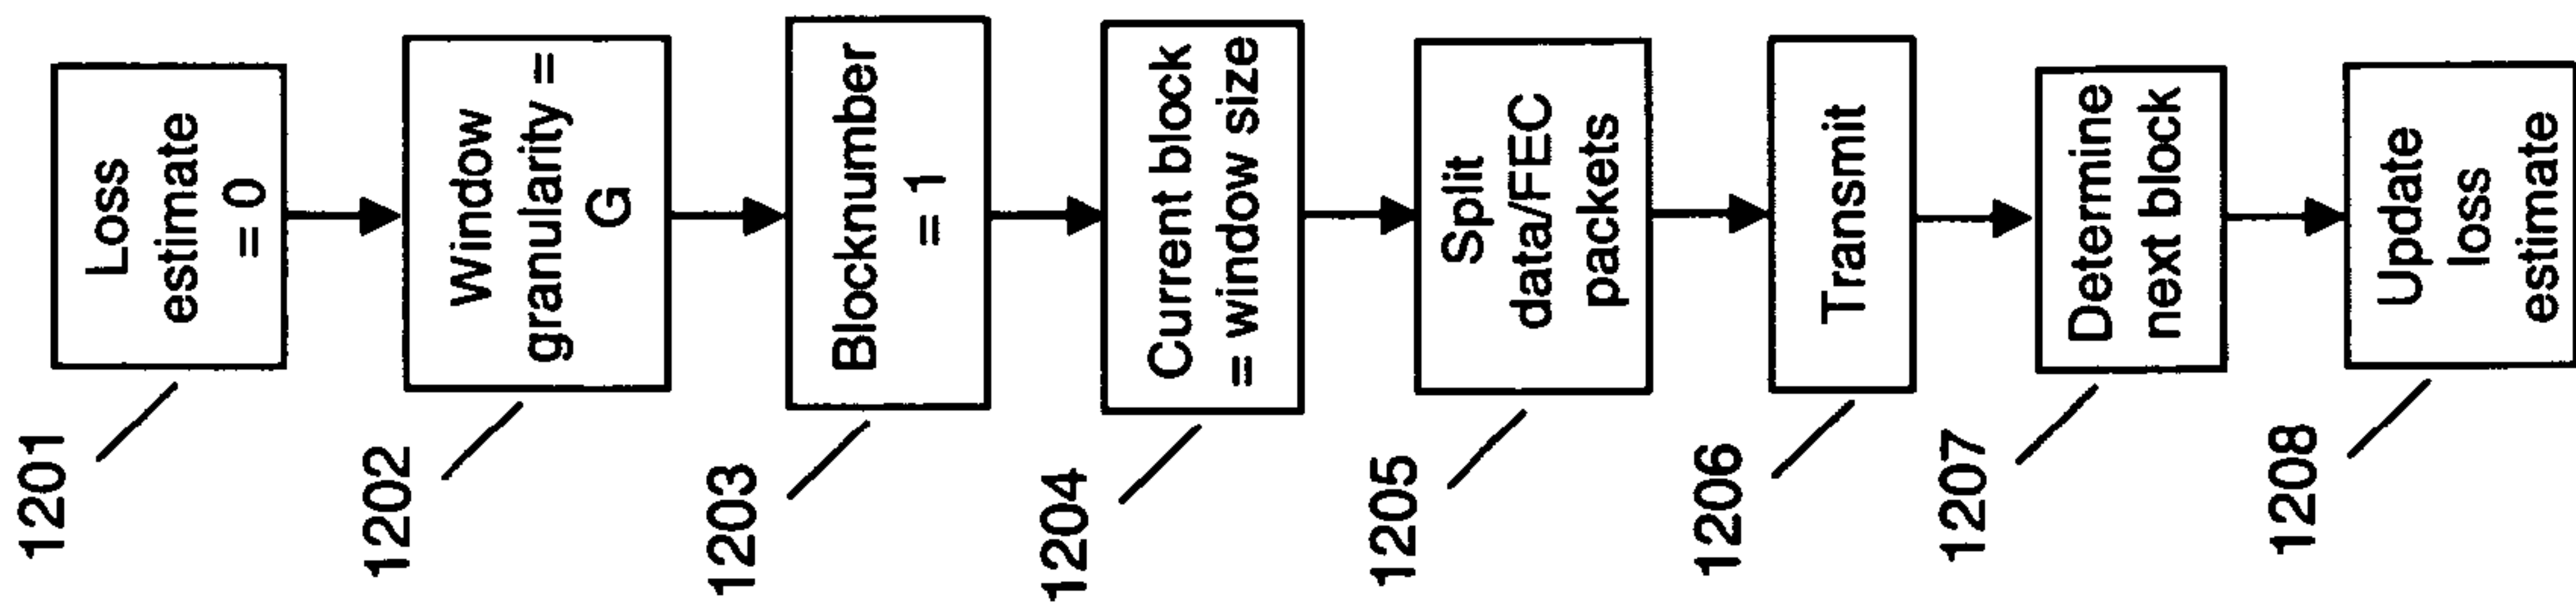 1201
Loss
estimate
= 0
1202
Window
granularity =
G
1203
Blocknumber
= 1
1204
Current block
= window size
1205
Split
data/FEC
packets
1206
Transmit
1207
Determine
next block
1208
Update
loss
estimate